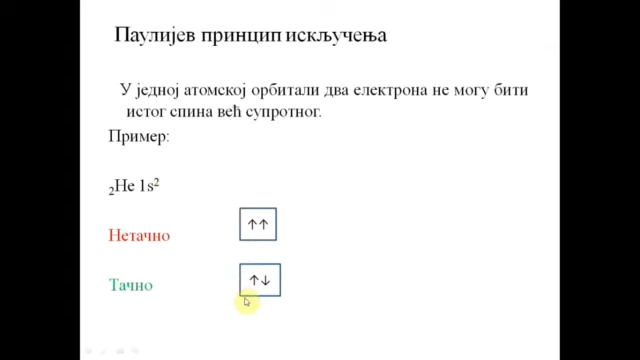 Паулијев принцип искључења
У једној атомској орбитали два електрона не могу бити
истог спина већ супротног.
Пример:
₂He 1s²
Нетачно ↑↑
Тачно ↑↓